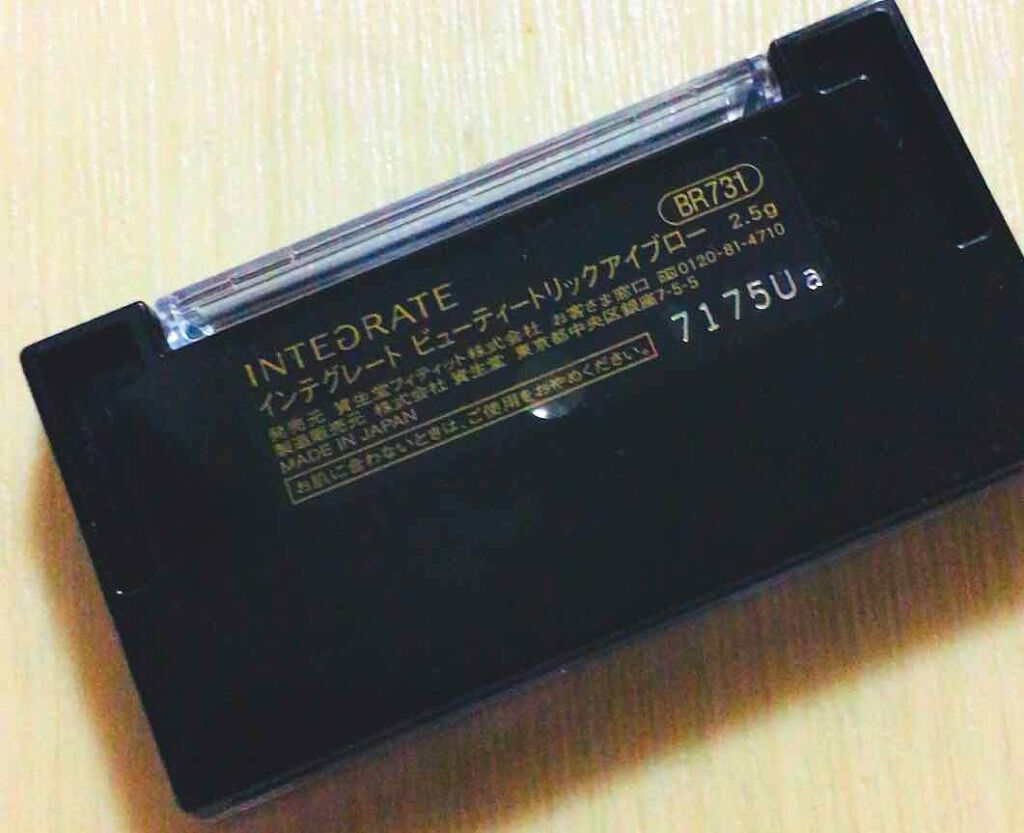 BR731
INTEGRATE
インテグレート ビューティートリックアイブロー 2.5g
発売元 資生堂フィティット株式会社 お客さま窓口 0120-81-4710
製造販売元 株式会社 資生堂 東京都中央区銀座7-5-5
MADE IN JAPAN
お肌に合わないときは、ご使用をおやめください。
7175Ua